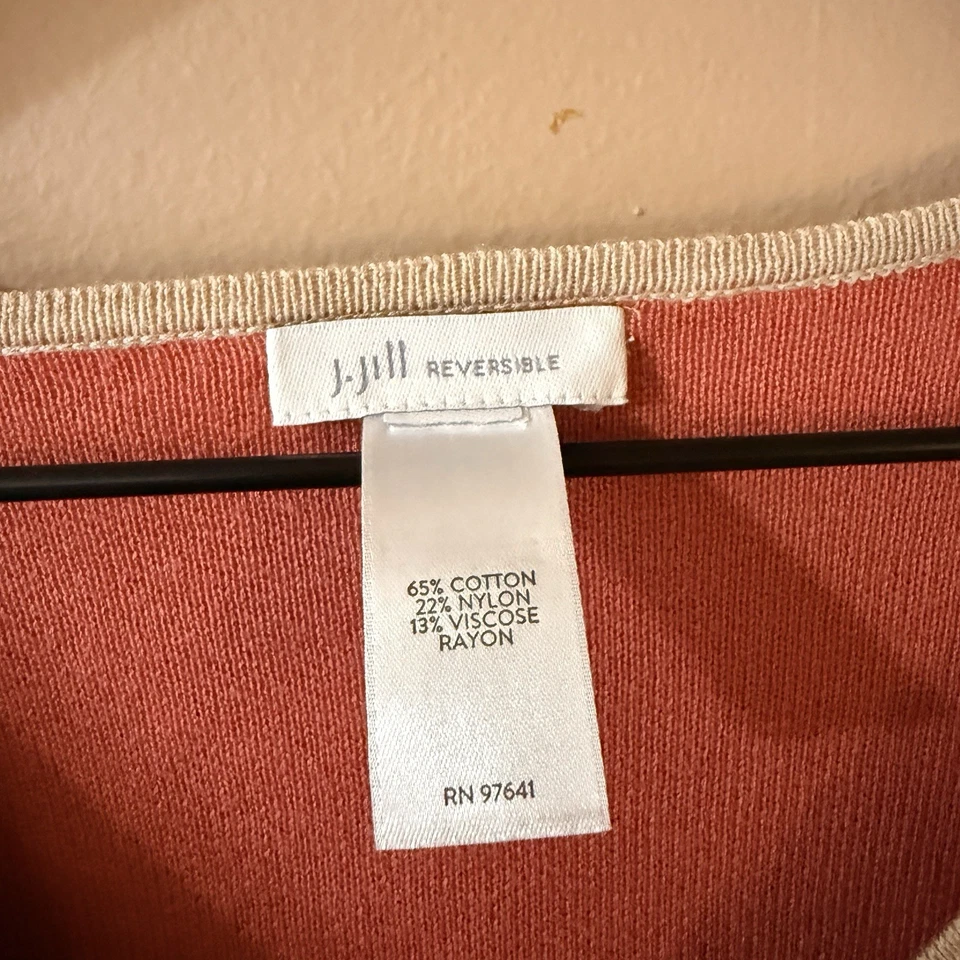 J.Jill REVERSIBLE
65% COTTON
22% NYLON
13% VISCOSE
RAYON
RN 97641